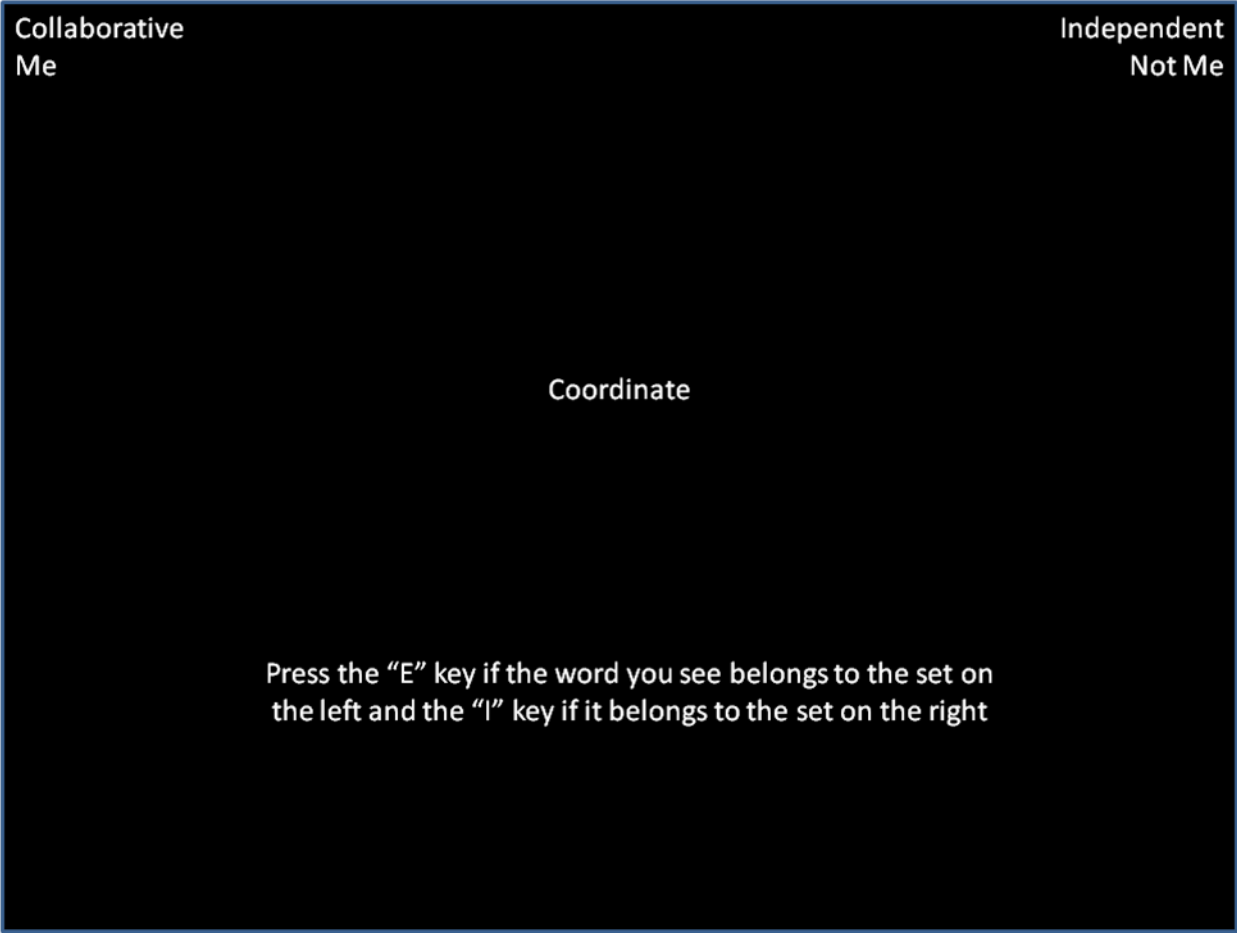 Collaborative
Me
Independent
Not Me
Coordinate
Press the “E” key if the word you see belongs to the set on
the left and the “I” key if it belongs to the set on the right